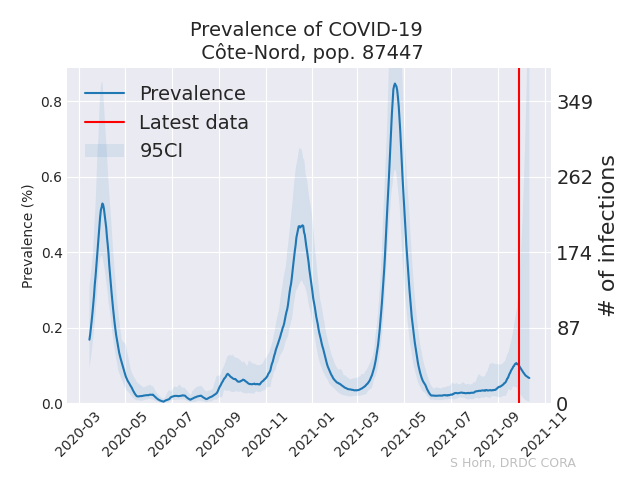 Prevalence of COVID-19
Côte-Nord, pop. 87447
Prevalence
Latest data
95CI
Prevalence (%)
0.8
0.6
0.4
0.2
0.0
349
262
174
87
0
# of infections
2020-03
2020-05
2020-07
2020-09
2020-11
2021-01
2021-03
2021-05
2021-07
2021-09
2021-11
S Horn, DRDC CORA